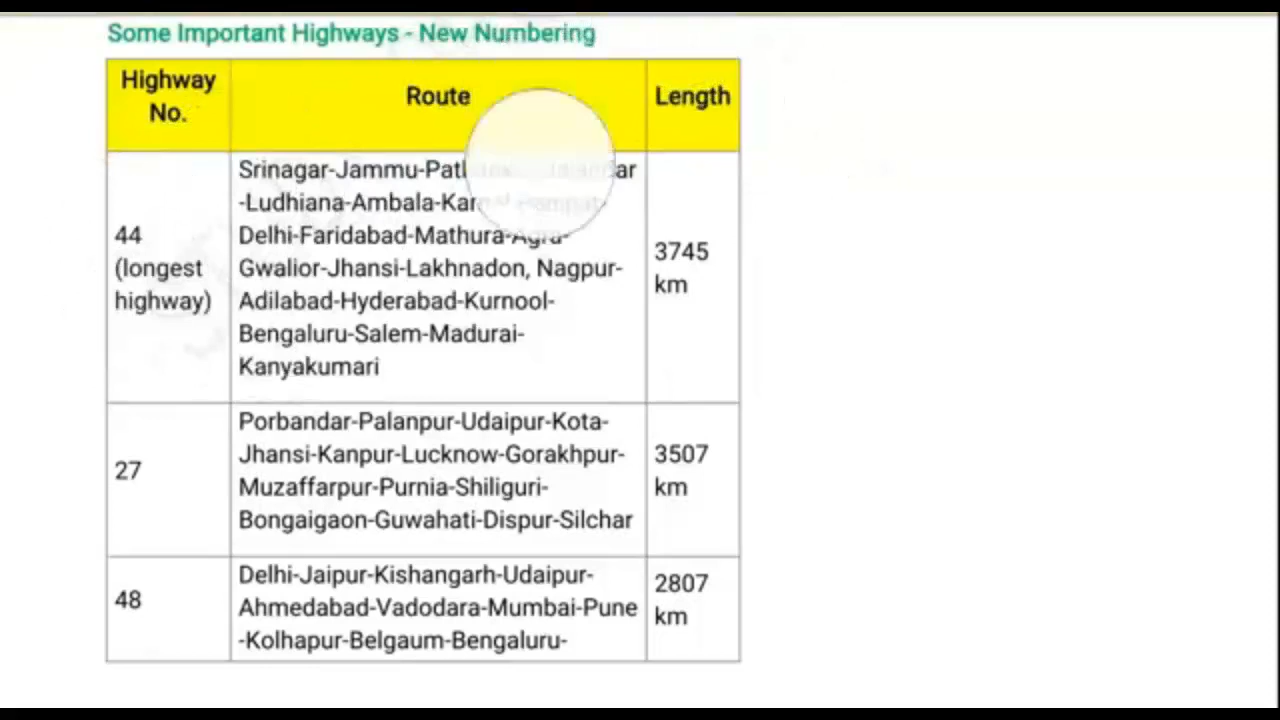 Some Important Highways - New Numbering
Highway No.
Route
Length
44 (longest highway)
Srinagar-Jammu-
-Ludhiana-Ambala-
Delhi-Faridabad-Mathura-Agra-
Gwalior-Jhansi-Lakhnadon, Nagpur-
Adilabad-Hyderabad-Kurnool-
Bengaluru-Salem-Madurai-
Kanyakumari
3745 km
27
Porbandar-Palanpur-Udaipur-Kota-
Jhansi-Kanpur-Lucknow-Gorakhpur-
Muzaffarpur-Purnia-Shiliguri-
Bongaigaon-Guwahati-Dispur-Silchar
3507 km
48
Delhi-Jaipur-Kishangarh-Udaipur-
Ahmedabad-Vadodara-Mumbai-Pune
-Kolhapur-Belgaum-Bengaluru-
2807 km